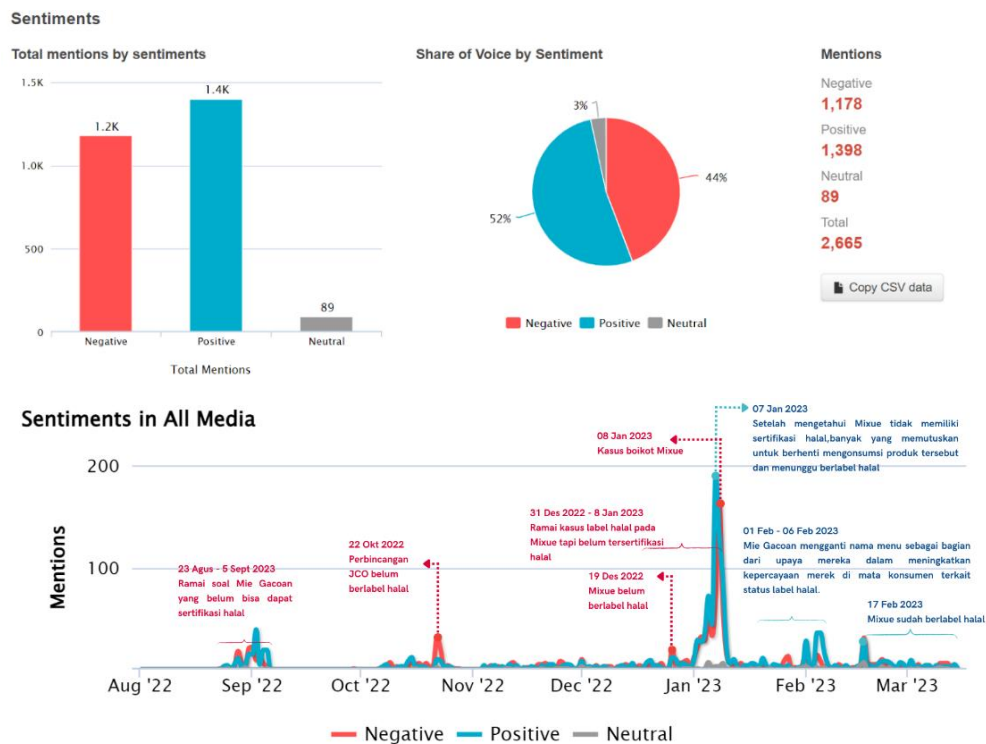 Sentiments
Total mentions by sentiments
1.5K
1.0K
500
0
1.2K
1.4K
89
Negative
Positive
Neutral
Total Mentions
Share of Voice by Sentiment
3%
44%
52%
Negative
Positive
Neutral
Mentions
Negative
1,178
Positive
1,398
Neutral
89
Total
2,665
Copy CSV data
Sentiments in All Media
Mentions
200
100
23 Agus - 5 Sept 2023
Ramai soal Mie Gacoan
yang belum bisa dapat
sertifikasi halal
22 Okt 2022
Perbincangan
JCO belum
berlabel halal
31 Des 2022 - 8 Jan 2023
Ramai kasus label halal pada
Mixue tapi belum tersertifikasi
halal
19 Des 2022
Mixue belum
berlabel halal
08 Jan 2023
Kasus boikot Mixue
07 Jan 2023
Setelah mengetahui Mixue tidak memiliki
sertifikasi halal,banyak yang memutuskan
untuk berhenti mengonsumsi produk tersebut
dan menunggu berlabel halal
01 Feb - 06 Feb 2023
Mie Gacoan mengganti nama menu sebagai bagian
dari upaya mereka dalam meningkatkan
kepercayaan merek di mata konsumen terkait
status label halal.
17 Feb 2023
Mixue sudah berlabel halal
Aug '22
Sep '22
Oct '22
Nov '22
Dec '22
Jan '23
Feb '23
Mar '23
Negative
Positive
Neutral